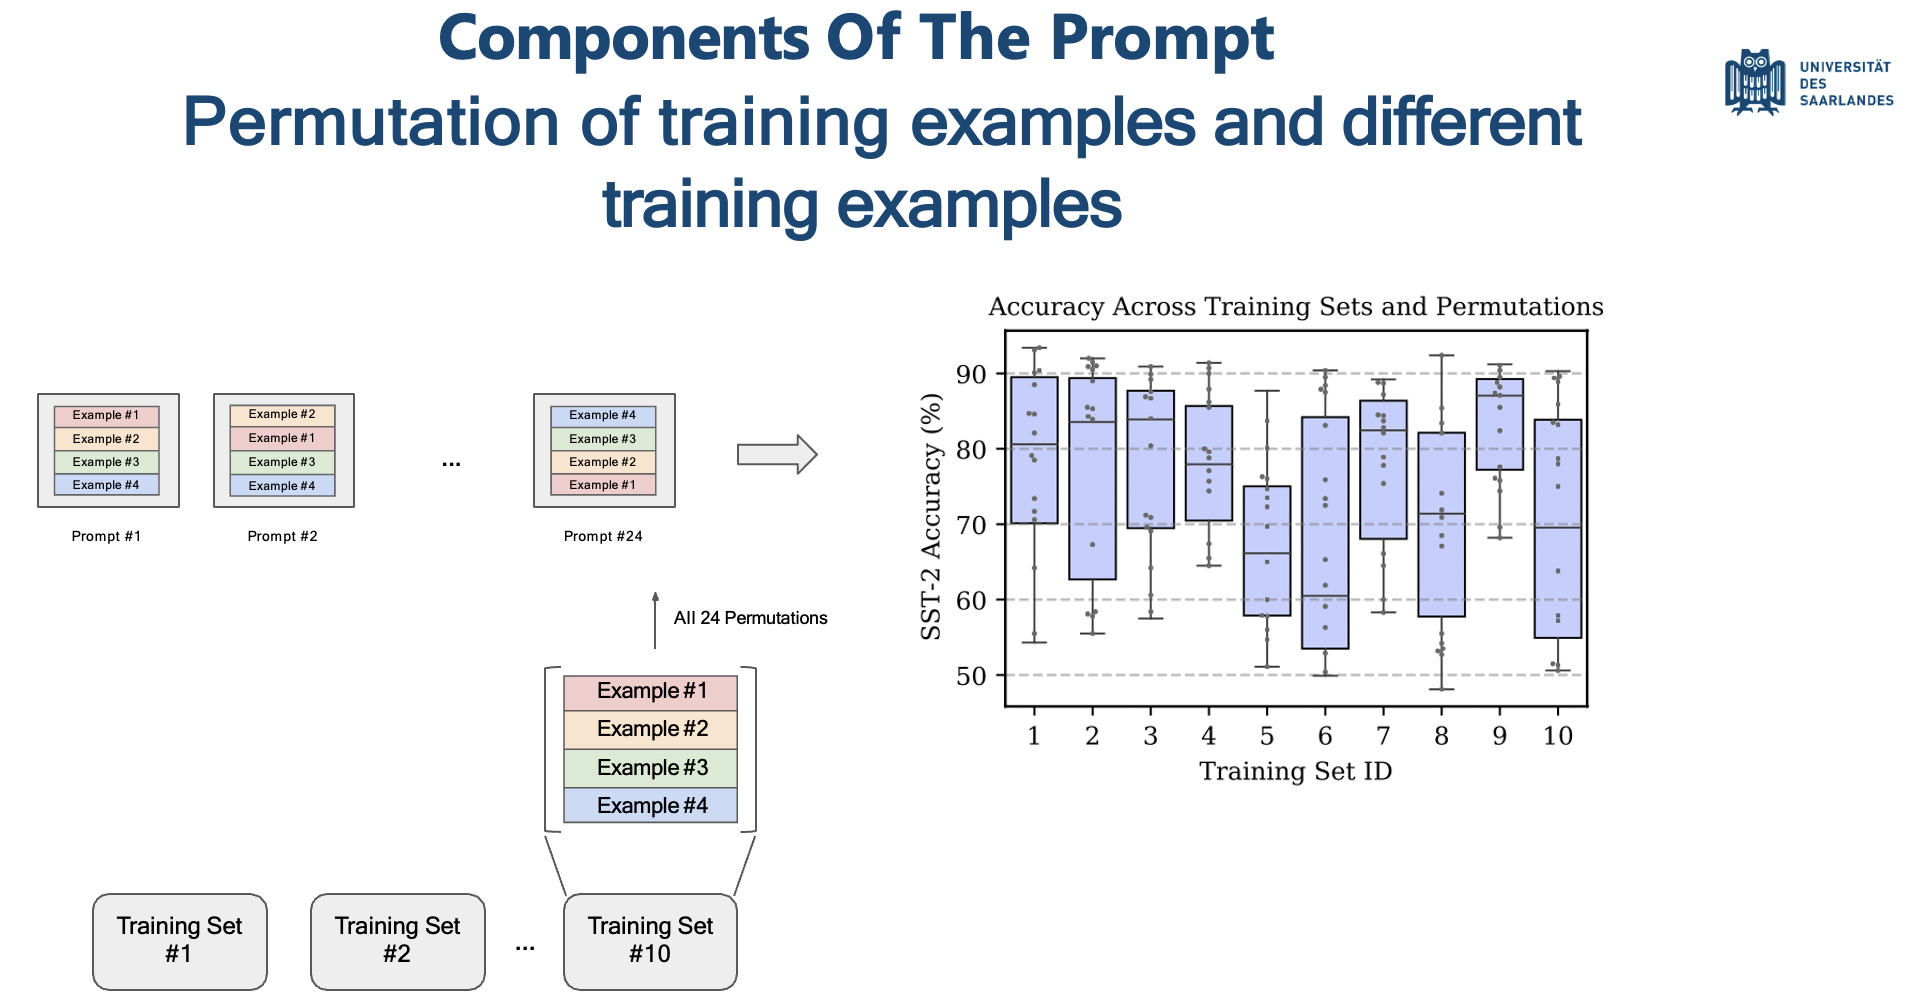 Components Of The Prompt
Permutation of training examples and different
training examples
UNIVERSITÄT
DES
SAARLANDES
Example #1
Example #2
Example #3
Example #4
Prompt #1
Example #2
Example #1
Example #3
Example #4
Prompt #2
...
Example #4
Example #3
Example #2
Example #1
Prompt #24
All 24 Permutations
Example #1
Example #2
Example #3
Example #4
Training Set
#1
Training Set
#2
...
Training Set
#10
Accuracy Across Training Sets and Permutations
SST-2 Accuracy (%)
90
80
70
60
50
1 2 3 4 5 6 7 8 9 10
Training Set ID